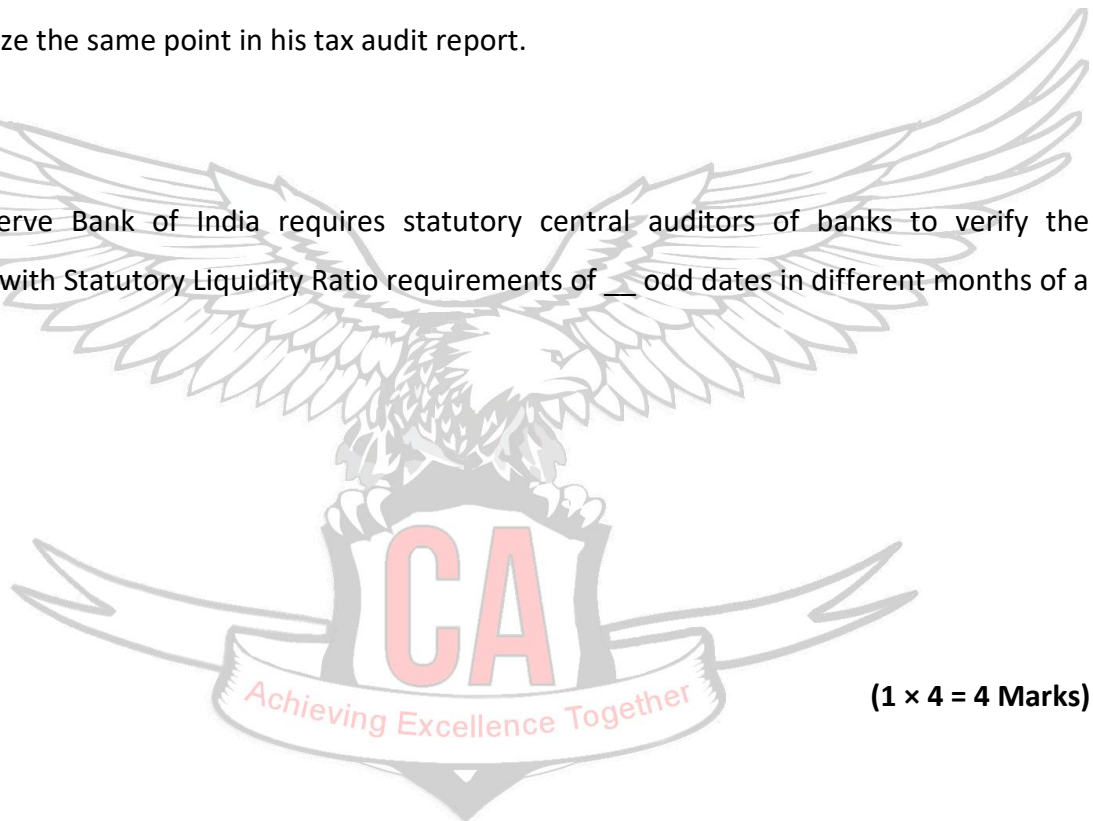 ze the same point in his tax audit report.
erve Bank of India requires statutory central auditors of banks to verify the
with Statutory Liquidity Ratio requirements of __ odd dates in different months of a
CA
Achieving Excellence Together
(1 × 4 = 4 Marks)